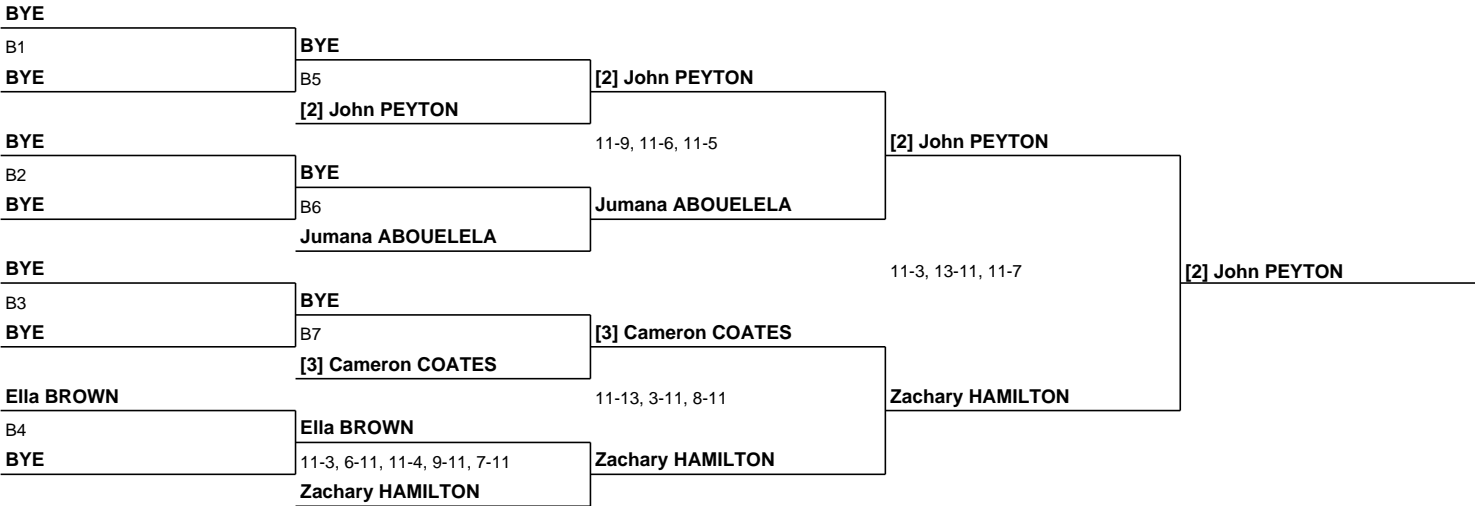 BYE
B1
BYE
BYE
B2
BYE
BYE
B3
BYE
Ella BROWN
B4
BYE
BYE
B5
[2] John PEYTON
BYE
B6
Jumana ABOUELELA
BYE
B7
[3] Cameron COATES
Ella BROWN
11-3, 6-11, 11-4, 9-11, 7-11
Zachary HAMILTON
[2] John PEYTON
11-9, 11-6, 11-5
Jumana ABOUELELA
[3] Cameron COATES
11-13, 3-11, 8-11
Zachary HAMILTON
[2] John PEYTON
11-3, 13-11, 11-7
Zachary HAMILTON
[2] John PEYTON